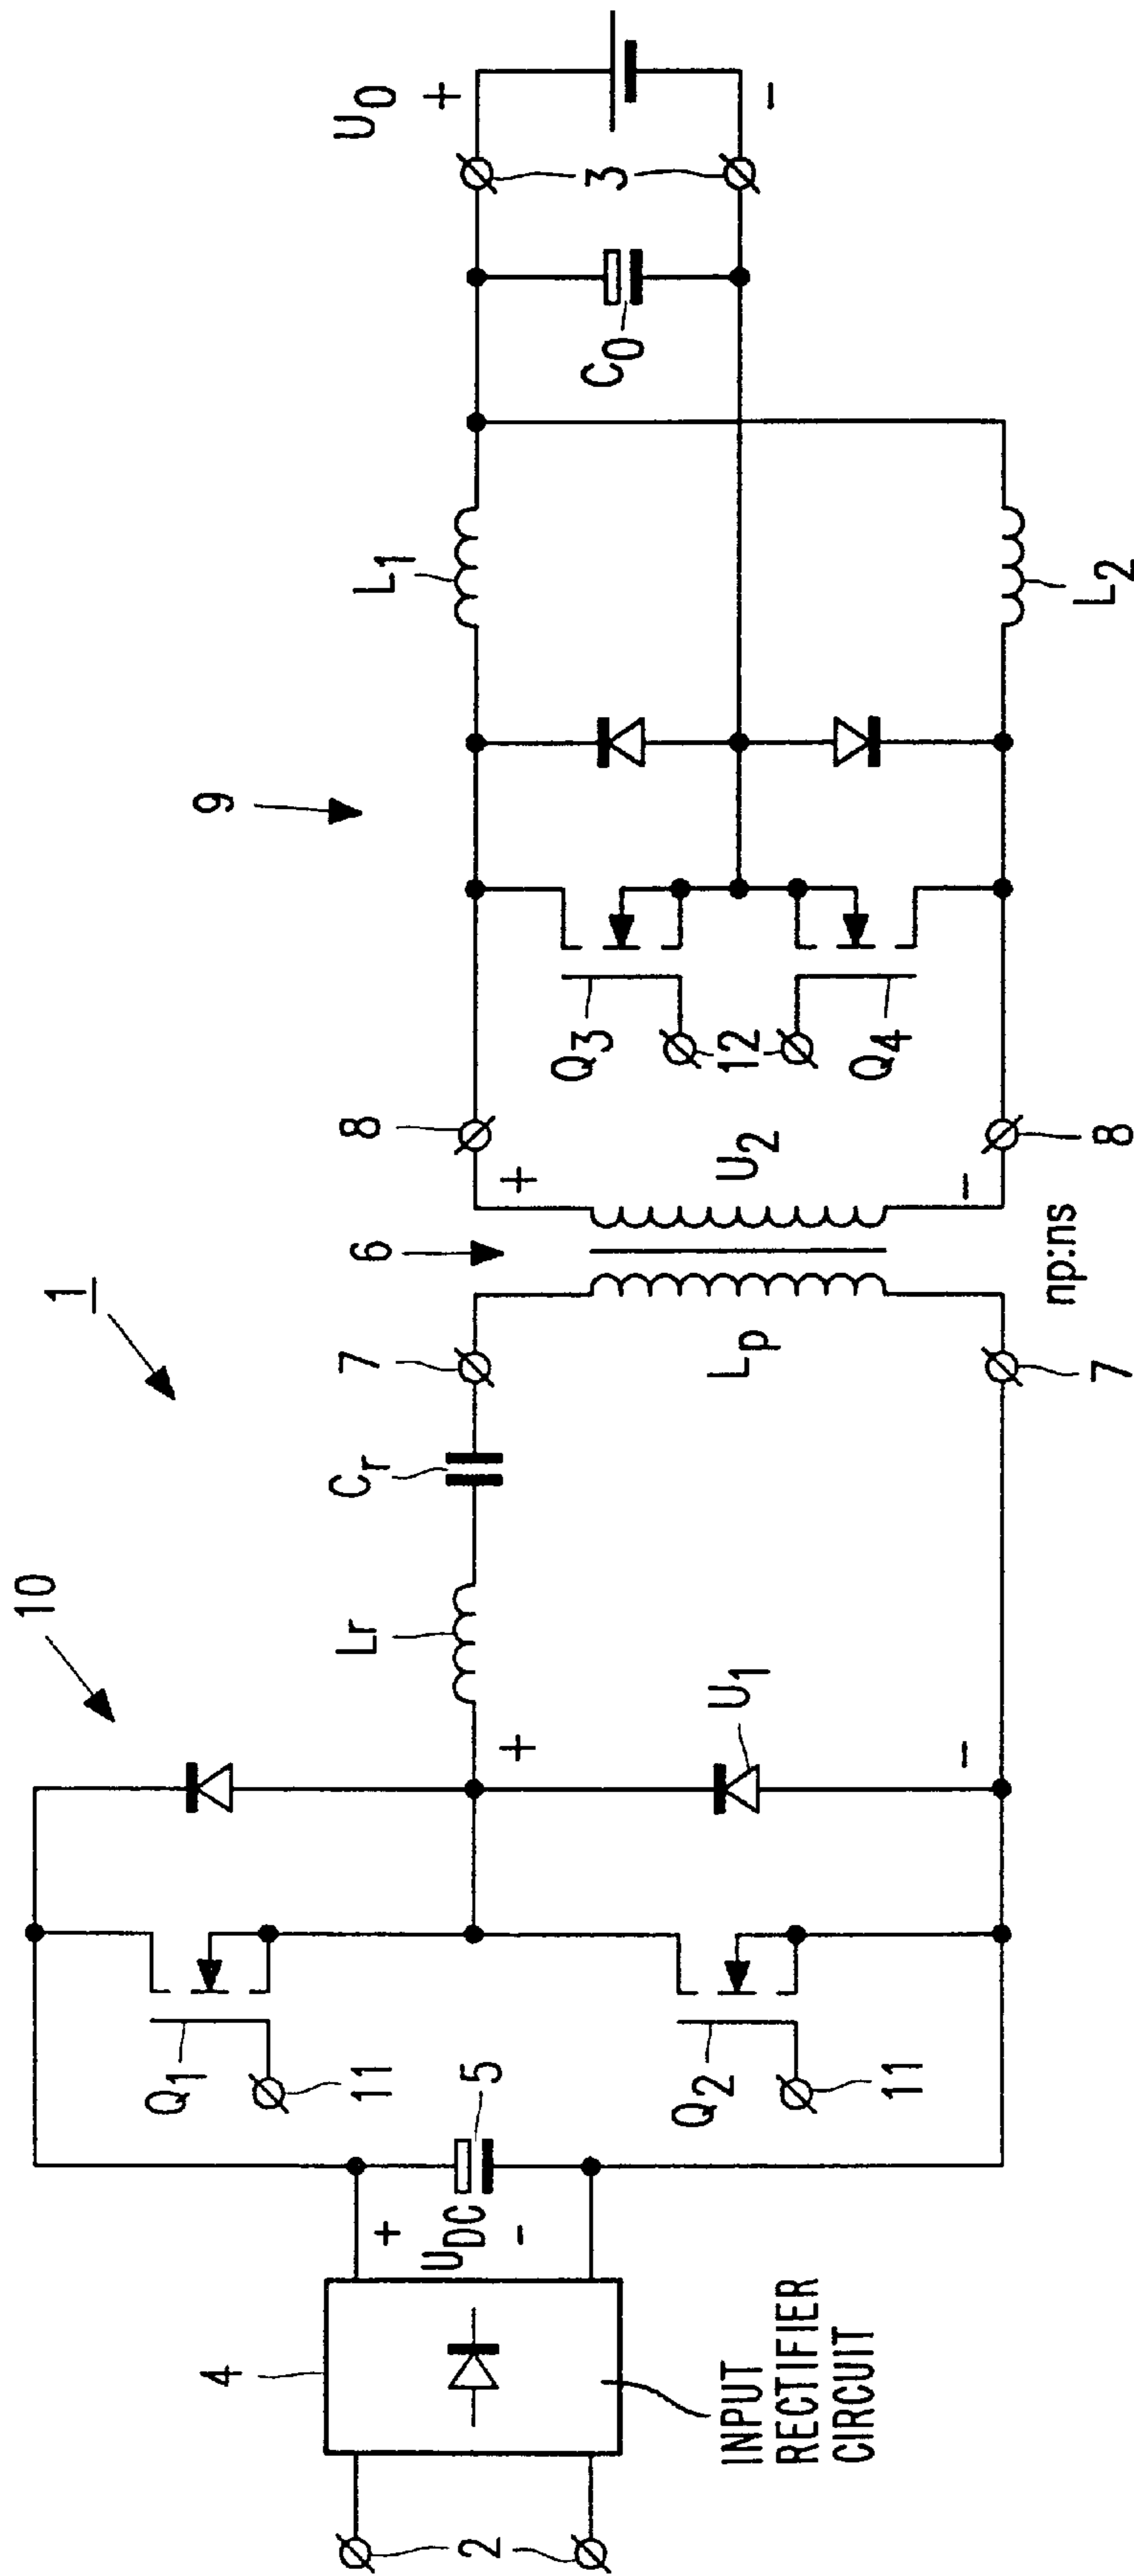 1
10
9
U0
+
-
3
C0
L1
L2
8
8
Q3
12
Q4
+
U2
-
6
np:ns
7
Lp
7
Cr
Lr
+
U1
-
Q1
11
Q2
11
5
+
UDC
-
4
INPUT
RECTIFIER
CIRCUIT
2